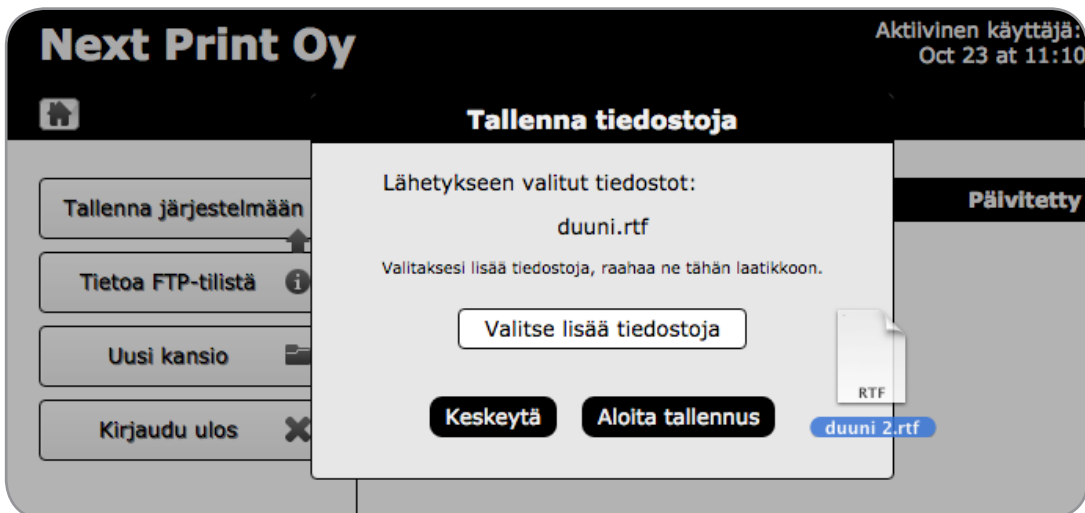 Next Print Oy
Aktiivinen käyttäjä:
Oct 23 at 11:10
Tallenna tiedostoja
Tallenna järjestelmään
Tietoa FTP-tilistä
Uusi kansio
Kirjaudu ulos
Lähetykseen valitut tiedostot:
duuni.rtf
Valitaksesi lisää tiedostoja, raahaa ne tähän laatikkoon.
Valitse lisää tiedostoja
Keskeytä
Aloita tallennus
Päivitetty
RTF
duuni 2.rtf